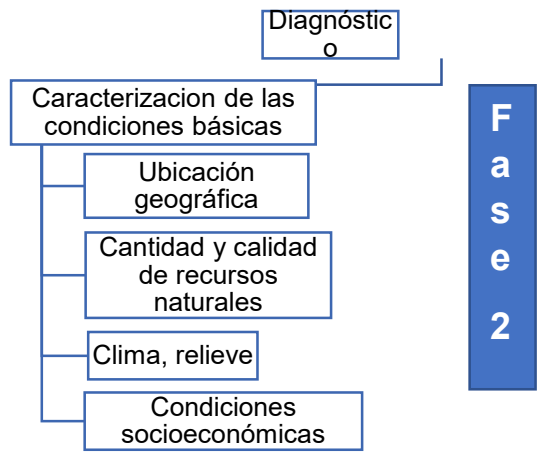 Diagnóstic
o
Caracterizacion de las
condiciones básicas
Ubicación
geográfica
Cantidad y calidad
de recursos
naturales
Clima, relieve
Condiciones
socioeconómicas
F
a
s
e
2